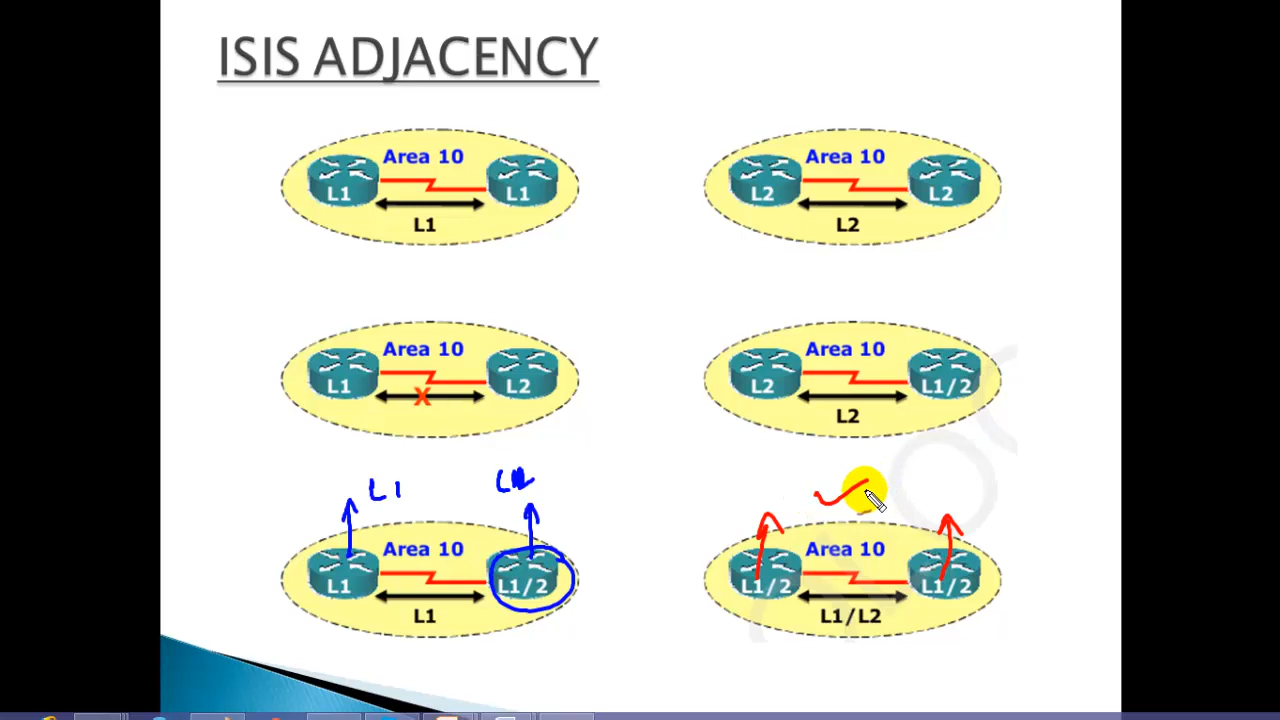 ISIS ADJACENCY
Area 10
L1 L1
L1
Area 10
L2 L2
L2
Area 10
L1 L2
X
Area 10
L2 L1/2
L2
L1
Area 10
L1 L1/2
L1
Area 10
L1/2 L1/2
L1/L2